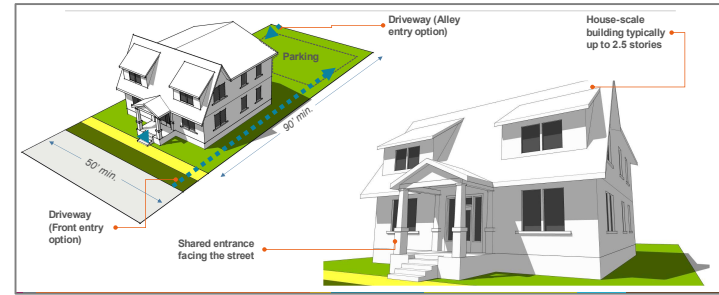 Driveway (Alley
entry option)
House-scale
building typically
up to 2.5 stories
Parking
90' min.
50' min.
Driveway
(Front entry
option)
Shared entrance
facing the street